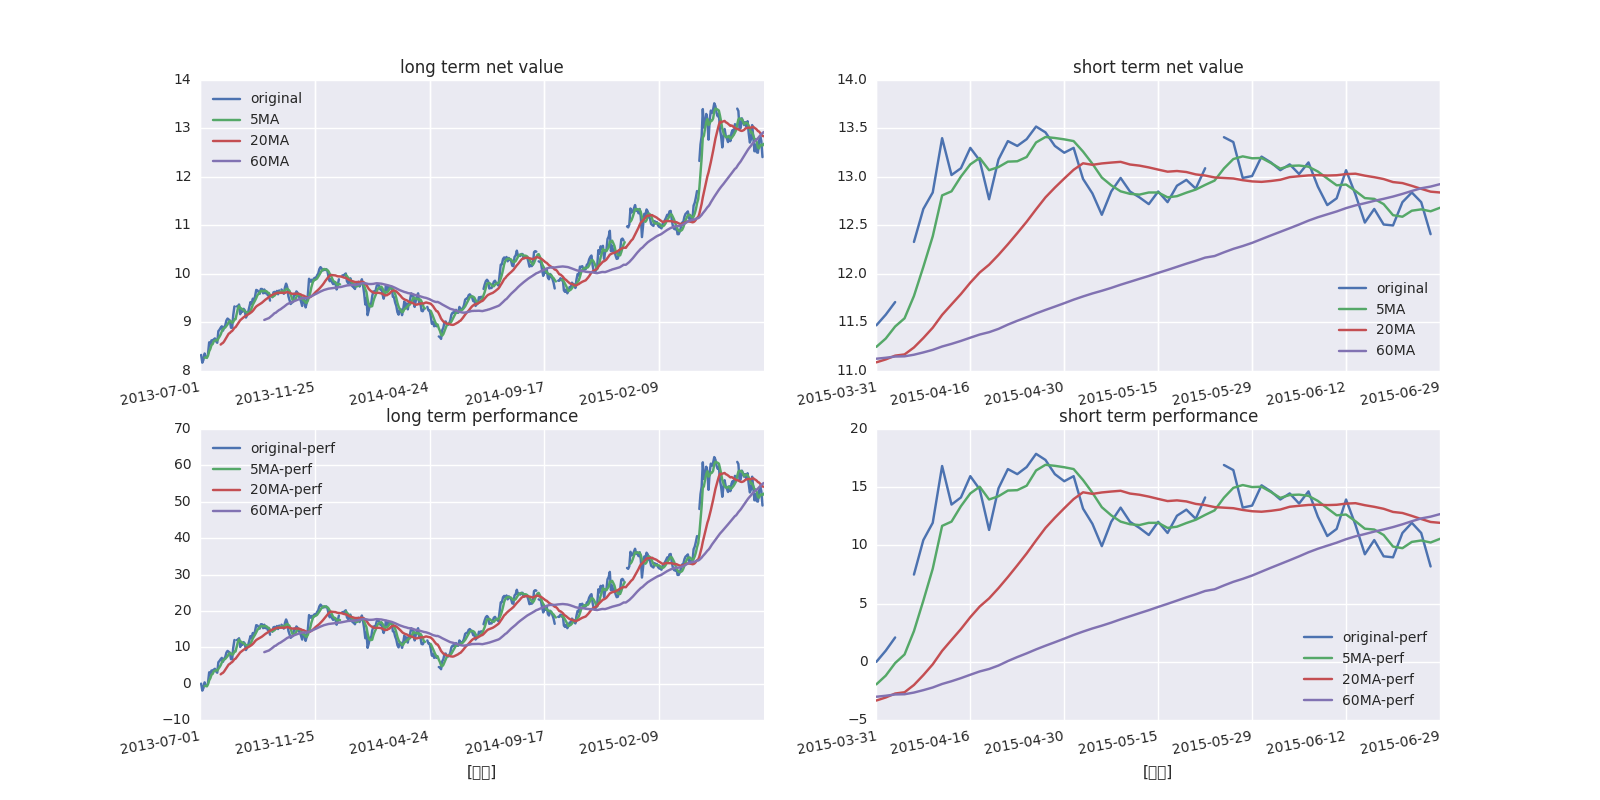 long term net value
14
13
12
11
10
9
8
original
5MA
20MA
60MA
2013-07-01
2013-11-25
2014-04-24
2014-09-17
2015-02-09
short term net value
14.0
13.5
13.0
12.5
12.0
11.5
11.0
original
5MA
20MA
60MA
2015-03-31
2015-04-16
2015-04-30
2015-05-15
2015-05-29
2015-06-12
2015-06-29
long term performance
70
60
50
40
30
20
10
0
−10
original-perf
5MA-perf
20MA-perf
60MA-perf
2013-07-01
2013-11-25
2014-04-24
2014-09-17
2015-02-09
short term performance
20
15
10
5
0
−5
original-perf
5MA-perf
20MA-perf
60MA-perf
2015-03-31
2015-04-16
2015-04-30
2015-05-15
2015-05-29
2015-06-12
2015-06-29